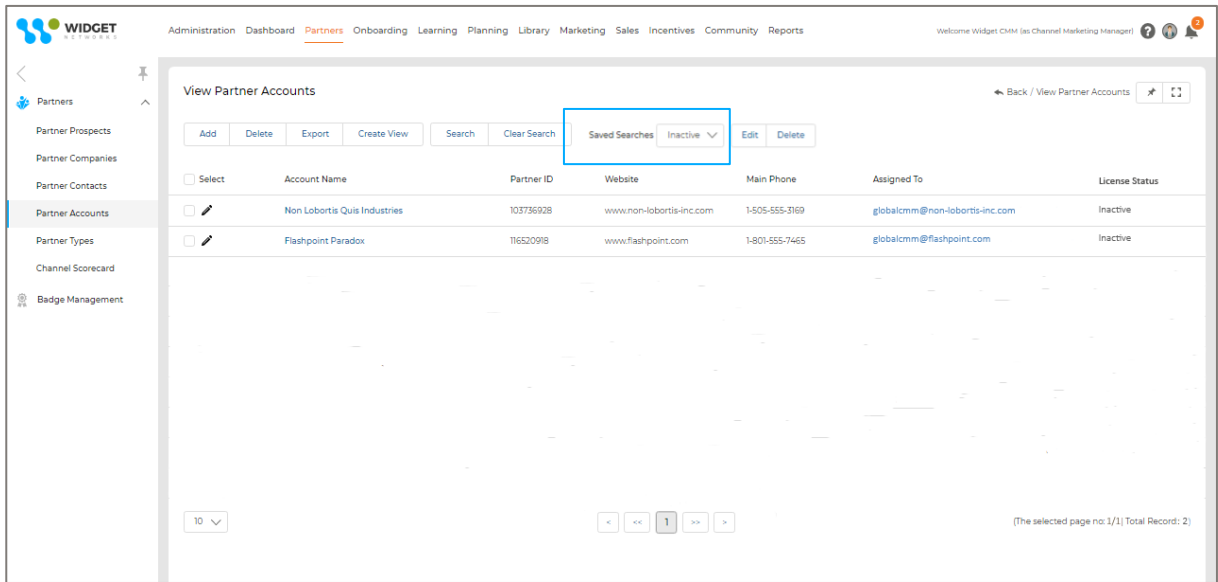 WIDGET
NETWORKS
Administration Dashboard Partners Onboarding Learning Planning Library Marketing Sales Incentives Community Reports
Welcome Widget CMM (as Channel Marketing Manager) ? 2
Partners
Partner Prospects
Partner Companies
Partner Contacts
Partner Accounts
Partner Types
Channel Scorecard
Badge Management
View Partner Accounts
Back / View Partner Accounts
Add Delete Export Create View Search Clear Search Saved Searches Inactive Edit Delete
Select Account Name Partner ID Website Main Phone Assigned To License Status
Non Lobortis Quis Industries 103736928 www.non-lobortis-inc.com 1-505-555-3169 globalcmm@non-lobortis-inc.com Inactive
Flashpoint Paradox 116520918 www.flashpoint.com 1-801-555-7465 globalcmm@flashpoint.com Inactive
10 < << 1 >> > (The selected page no: 1/1| Total Record: 2)